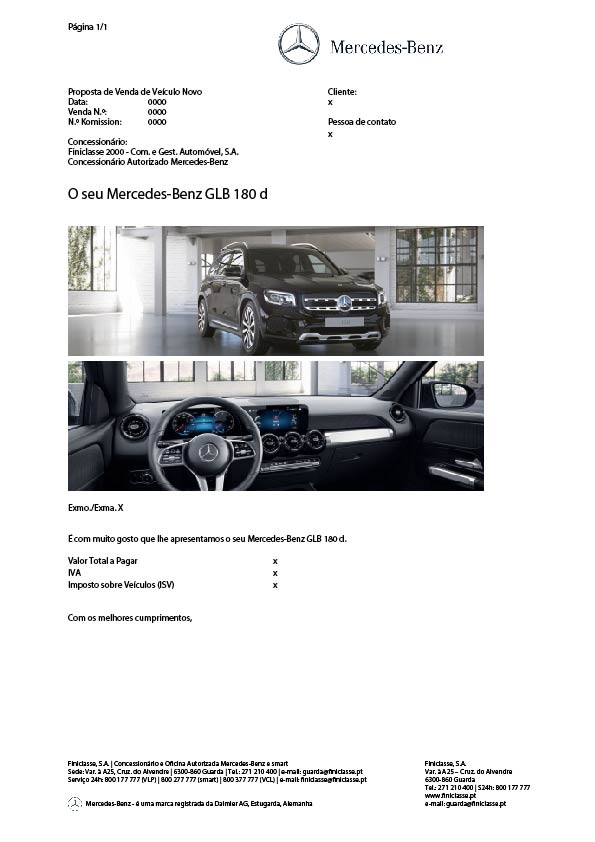 Página 1/1
Mercedes-Benz
Proposta de Venda de Veículo Novo
Data: 0000
Venda N.º: 0000
N.º Komission: 0000
Cliente:
x
Pessoa de contato
x
Concessionário:
Finiclasse 2000 - Com. e Gest. Automóvel, S.A.
Concessionário Autorizado Mercedes-Benz
O seu Mercedes-Benz GLB 180 d
Exmo./Exma. X
É com muito gosto que lhe apresentamos o seu Mercedes-Benz GLB 180 d.
Valor Total a Pagar x
IVA x
Imposto sobre Veículos (ISV) x
Com os melhores cumprimentos,
Finiclasse, S.A. | Concessionário e Oficina Autorizada Mercedes-Benz e smart
Sede: Var. à A25, Cruz. do Alvendre | 6300-860 Guarda | Tel.: 271 210 400 | e-mail: guarda@finiclasse.pt
Serviço 24h: 800 177 777 (VLP) | 800 277 777 (smart) | 800 377 777 (VCL) | e-mail: finiclasse@finiclasse.pt
Mercedes-Benz - é uma marca registrada da Daimler AG, Estugarda, Alemanha
Finiclasse, S.A.
Var. à A25 – Cruz. do Alvendre
6300-860 Guarda
Tel.: 271 210 400 | S24h: 800 177 777
www.finiclasse.pt
e-mail: guarda@finiclasse.pt